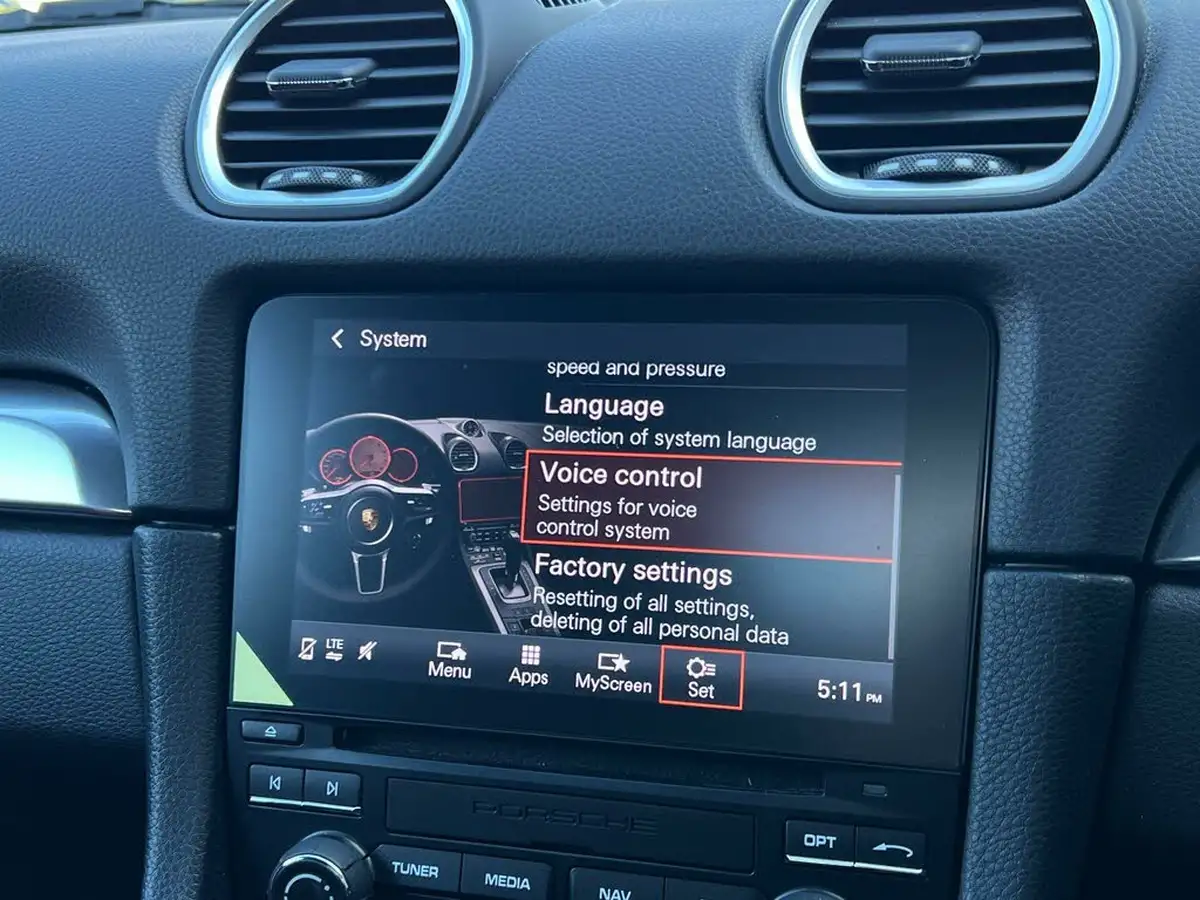 System
speed and pressure
Language
Selection of system language
Voice control
Settings for voice
control system
Factory settings
Resetting of all settings,
deleting of all personal data
LTE
Menu
Apps
MyScreen
Set
5:11 PM
PORSCHE
OPT
TUNER
MEDIA
NAV